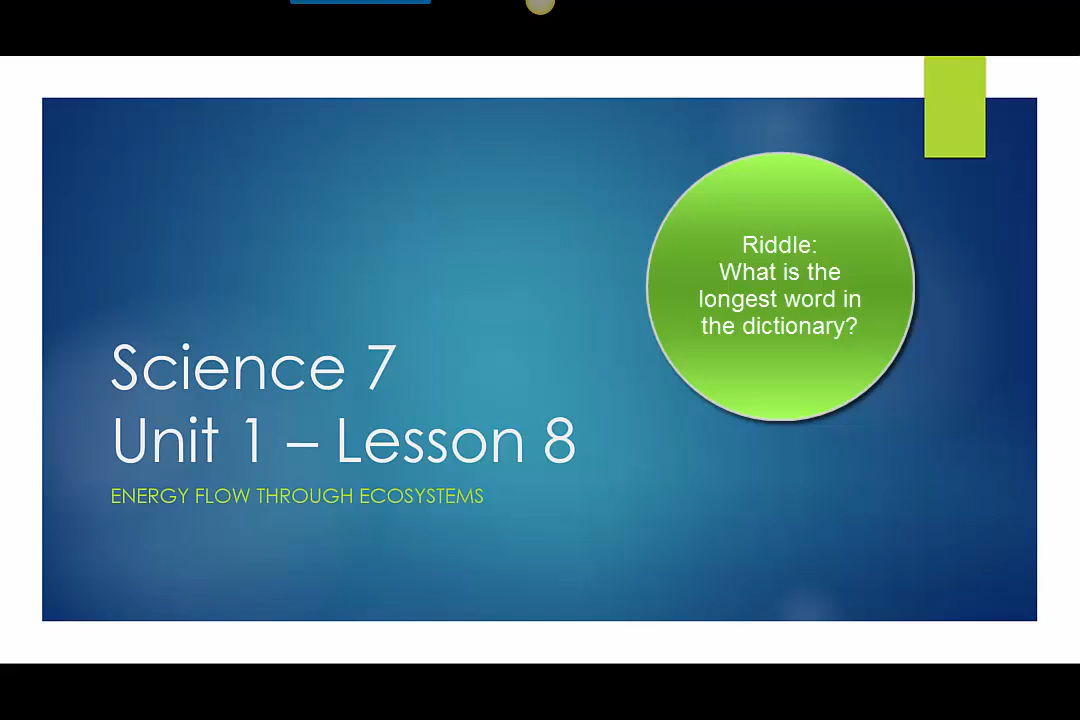 Riddle:
What is the
longest word in
the dictionary?
Science 7
Unit 1 – Lesson 8
ENERGY FLOW THROUGH ECOSYSTEMS